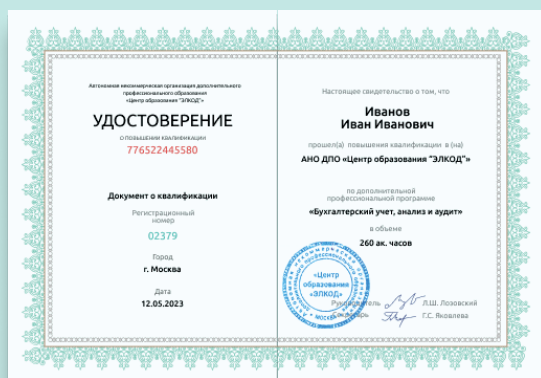 Автономная некоммерческая организация дополнительного
профессионального образования
«Центр образования "ЭЛКОД"»
УДОСТОВЕРЕНИЕ
О ПОВЫШЕНИИ КВАЛИФИКАЦИИ
776522445580
Документ о квалификации
Регистрационный
номер
02379
Город
г. Москва
Дата
12.05.2023
Настоящее свидетельство о том, что
Иванов
Иван Иванович
прошел(а) повышения квалификации в (на)
АНО ДПО «Центр образования "ЭЛКОД"»
по дополнительной
профессиональной программе
«Бухгалтерский учет, анализ и аудит»
в объеме
260 ак. часов
«Центр
образования
«ЭЛКОД»
МОСКВА
Руководитель Л.Ш. Лозовский
Секретарь Г.С. Яковлева